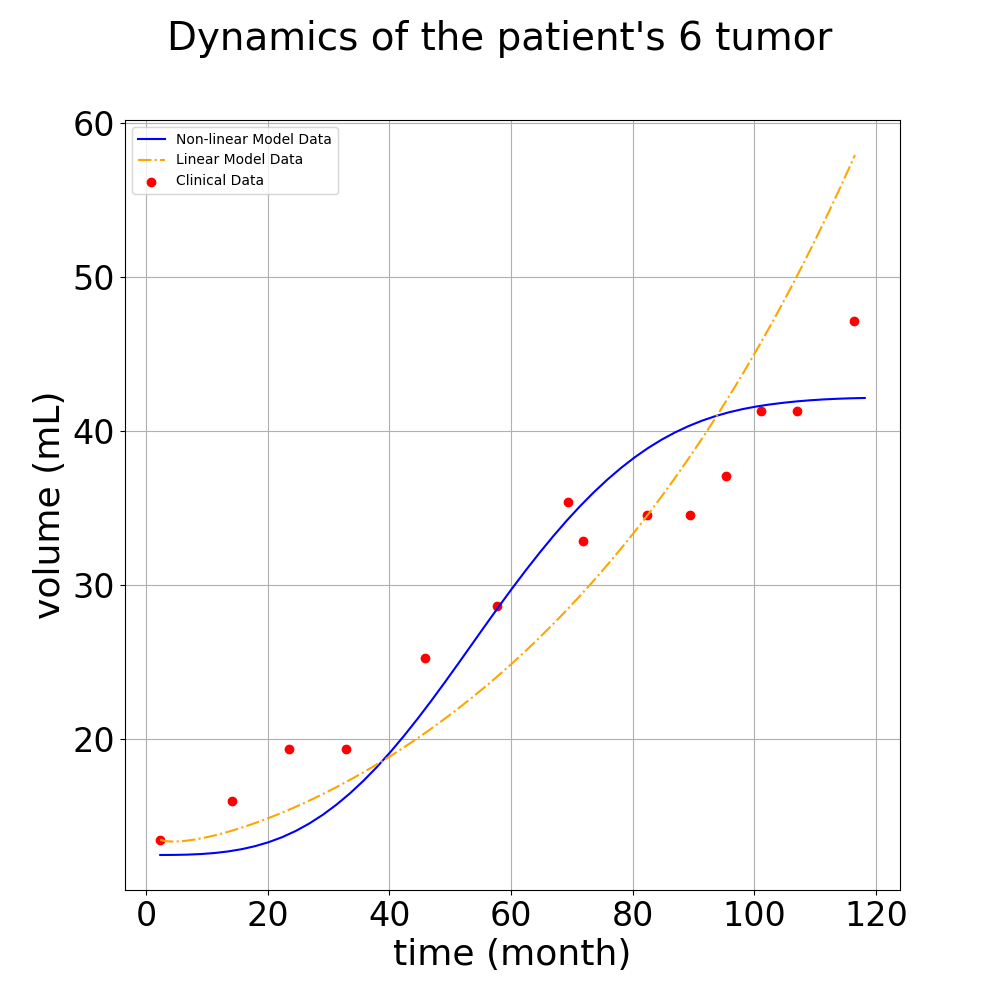 Dynamics of the patient's 6 tumor
60
50
40
30
20
volume (mL)
Non-linear Model Data
Linear Model Data
Clinical Data
0 20 40 60 80 100 120
time (month)